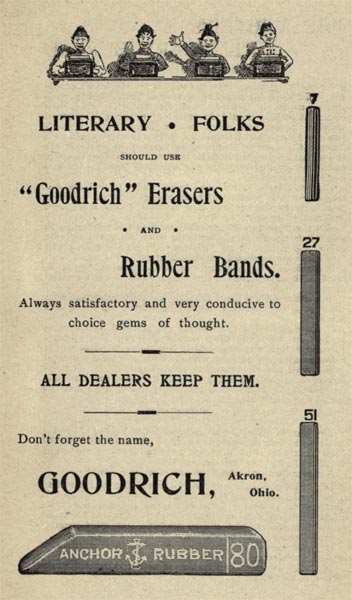 LITERARY • FOLKS
SHOULD USE
"Goodrich" Erasers
• AND •
Rubber Bands.
Always satisfactory and very conducive to
choice gems of thought.
ALL DEALERS KEEP THEM.
Don't forget the name,
GOODRICH, Akron,
Ohio.
7
27
51
ANCHOR RUBBER 80